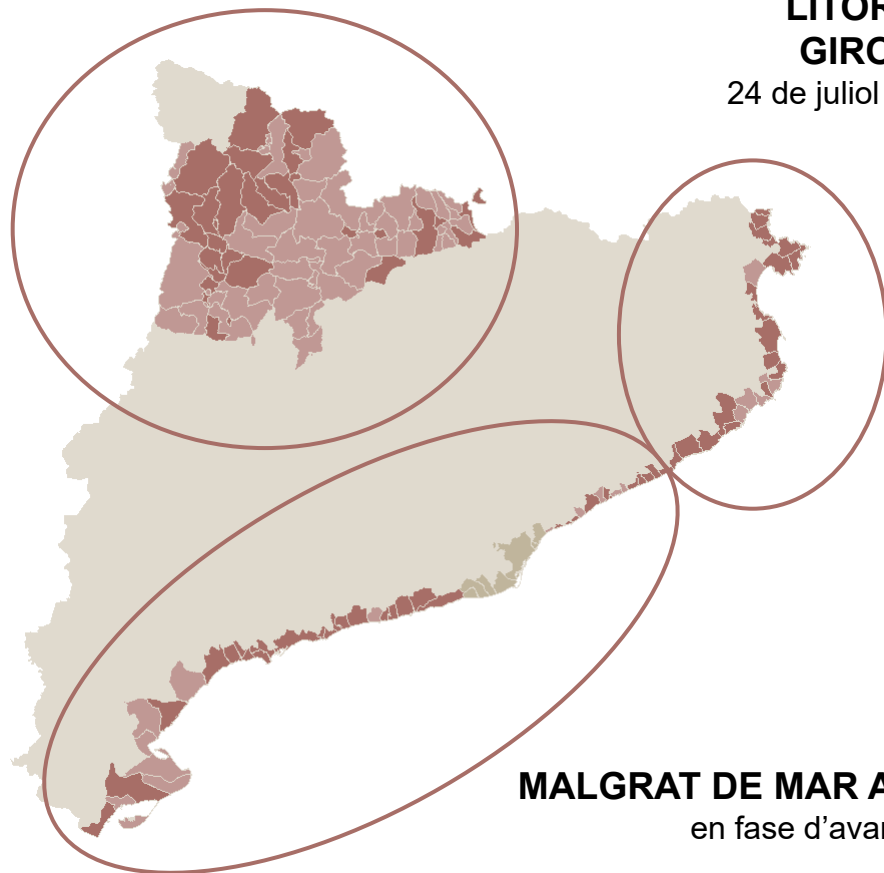 LITOR
GIRO
24 de juliol
MALGRAT DE MAR A
en fase d’avan